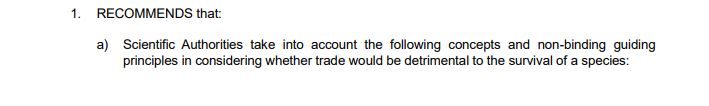 1. RECOMMENDS that:
a) Scientific Authorities take into account the following concepts and non-binding guiding
principles in considering whether trade would be detrimental to the survival of a species: